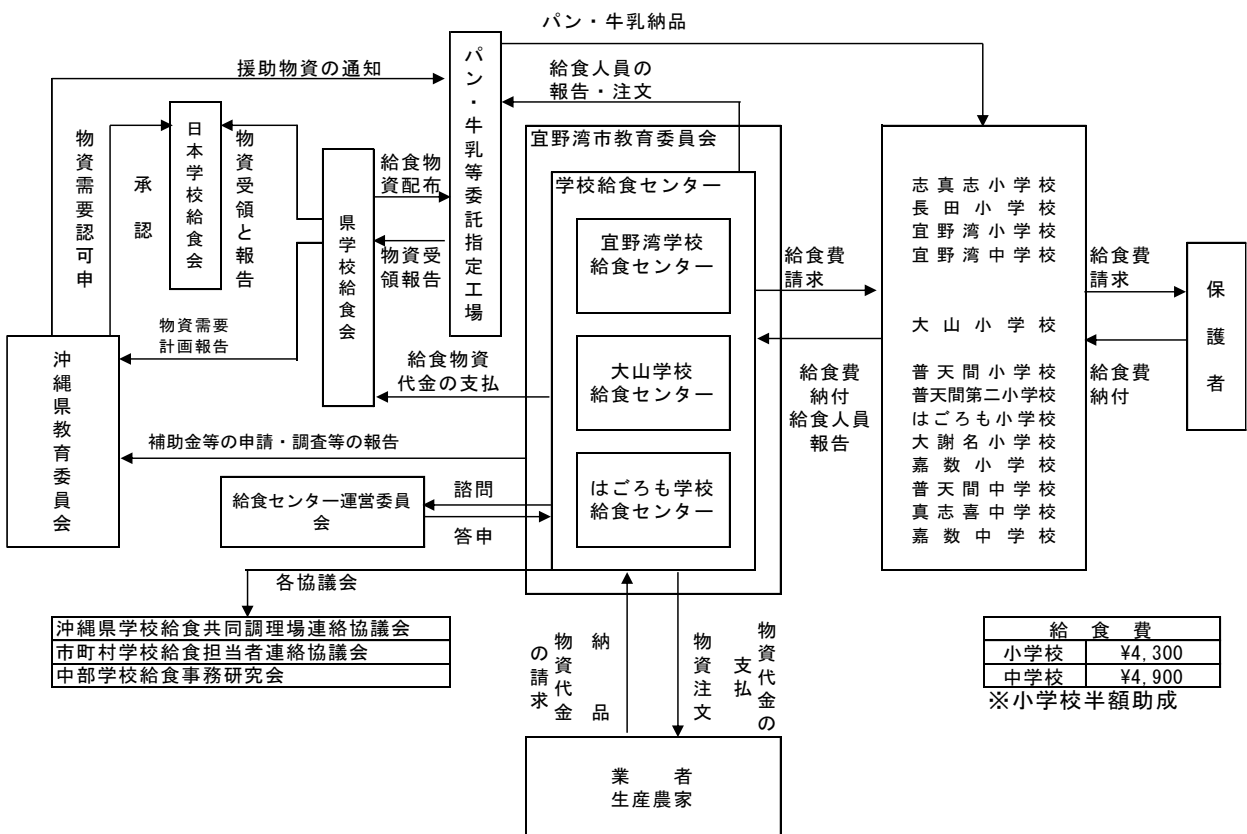 パン・牛乳納品
援助物資の通知
給食人員の
報告・注文
パン・牛乳等委託指定工場
日本学校給食会
物資需要認可申
承認
物資受領と報告
県学校給食会
給食物
資配布
物資受
領報告
宜野湾市教育委員会
学校給食センター
宜野湾学校
給食センター
大山学校
給食センター
はごろも学校
給食センター
給食費
請求
給食費
納付
給食人員
報告
志真志小学校
長田小学校
宜野湾小学校
宜野湾中学校
大山小学校
普天間小学校
普天間第二小学校
はごろも小学校
大謝名小学校
嘉数小学校
普天間中学校
真志喜中学校
嘉数中学校
給食費
請求
給食費
納付
保護者
物資需要
計画報告
沖縄県教育委員会
給食物資
代金の支払
補助金等の申請・調査等の報告
給食センター運営委員
会
諮問
答申
各協議会
沖縄県学校給食共同調理場連絡協議会
市町村学校給食担当者連絡協議会
中部学校給食事務研究会
納品
物資代金
の請求
物資注文
物資代金の
支払
業者
生産農家
給食費
小学校 ¥4,300
中学校 ¥4,900
※小学校半額助成